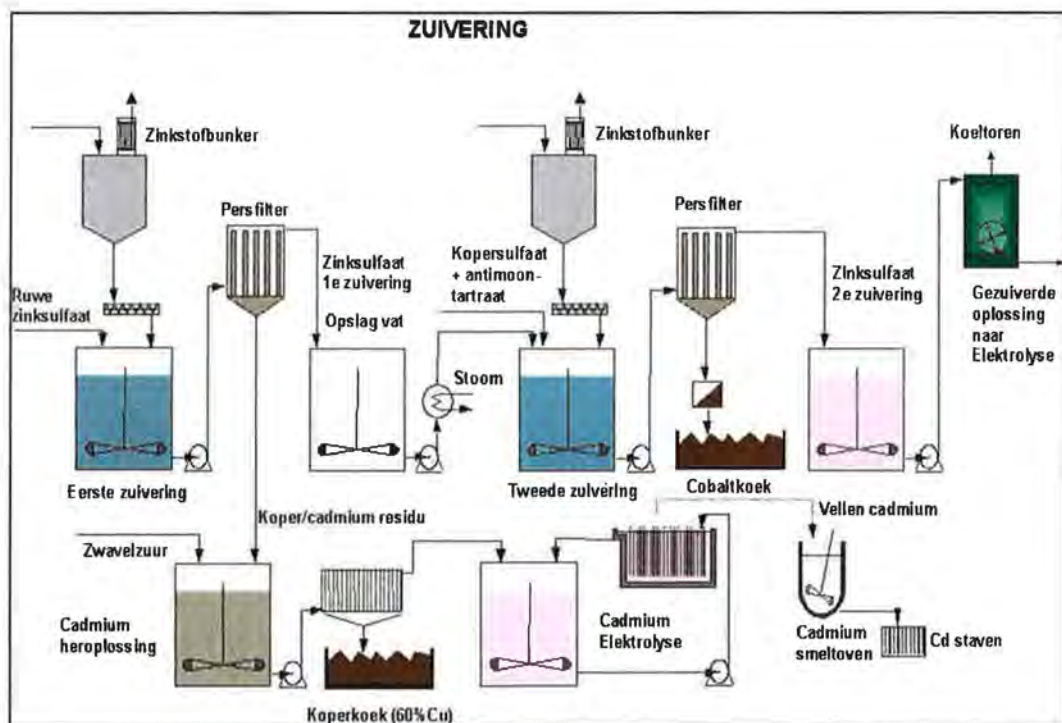 ZUIVERING
Zinkstofbunker
Zinkstofbunker
Koeltoren
Persfilter
Persfilter
Zinksulfaat
1e zuivering
Kopersulfaat
+ antimoon-
tartraat
Zinksulfaat
2e zuivering
Ruwe
zinksulfaat
Opslag vat
Stoom
Gezuiverde
oplossing
naar
Elektrolyse
Eerste zuivering
Tweede zuivering
Cobaltkoek
Vellen cadmium
Koper/cadmium residu
Zwavelzuur
Cadmium
heroplossing
Cadmium
Elektrolyse
Cadmium
smeltoven
Cd staven
Koperkoek (60% Cu)